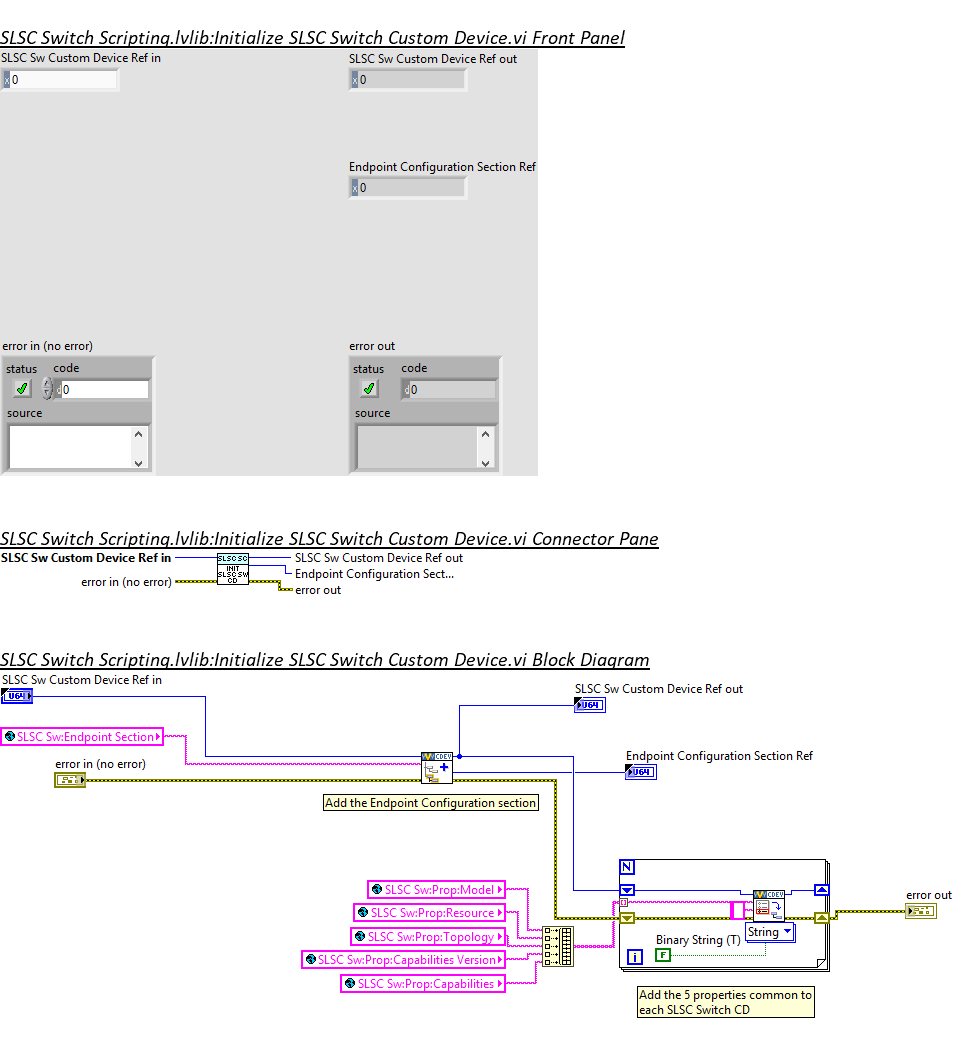 SLSC Switch Scripting.lvlib:Initialize SLSC Switch Custom Device.vi Front Panel
SLSC Sw Custom Device Ref in
SLSC Sw Custom Device Ref out
x 0
x 0
Endpoint Configuration Section Ref
x 0
error in (no error)
error out
status code
status code
d 0
d 0
source
source
SLSC Switch Scripting.lvlib:Initialize SLSC Switch Custom Device.vi Connector Pane
SLSC Sw Custom Device Ref in
SLSC SC
SLSC Sw Custom Device Ref out
INIT
Endpoint Configuration Sect...
error in (no error)
SLSC SW
CD
error out
SLSC Switch Scripting.lvlib:Initialize SLSC Switch Custom Device.vi Block Diagram
SLSC Sw Custom Device Ref in
U64
SLSC Sw Custom Device Ref out
U64
SLSC Sw:Endpoint Section
error in (no error)
CDEV
Endpoint Configuration Section Ref
U64
Add the Endpoint Configuration section
N
SLSC Sw:Prop:Model
CDEV
error out
SLSC Sw:Prop:Resource
SLSC Sw:Prop:Topology
String
Binary String (T)
F
SLSC Sw:Prop:Capabilities Version
i
SLSC Sw:Prop:Capabilities
Add the 5 properties common to
each SLSC Switch CD